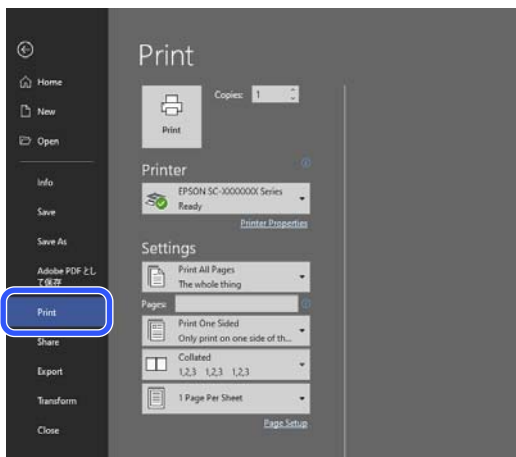 Print
Home
New
Open
Info
Save
Save As
Adobe PDF とし
て保存
Print
Share
Export
Transform
Close
Copies: 1
Print
Printer
EPSON SC-XXXXXXX Series
Ready
Printer Properties
Settings
Print All Pages
The whole thing
Pages:
Print One Sided
Only print on one side of th...
Collated
1,2,3 1,2,3 1,2,3
1 Page Per Sheet
Page Setup